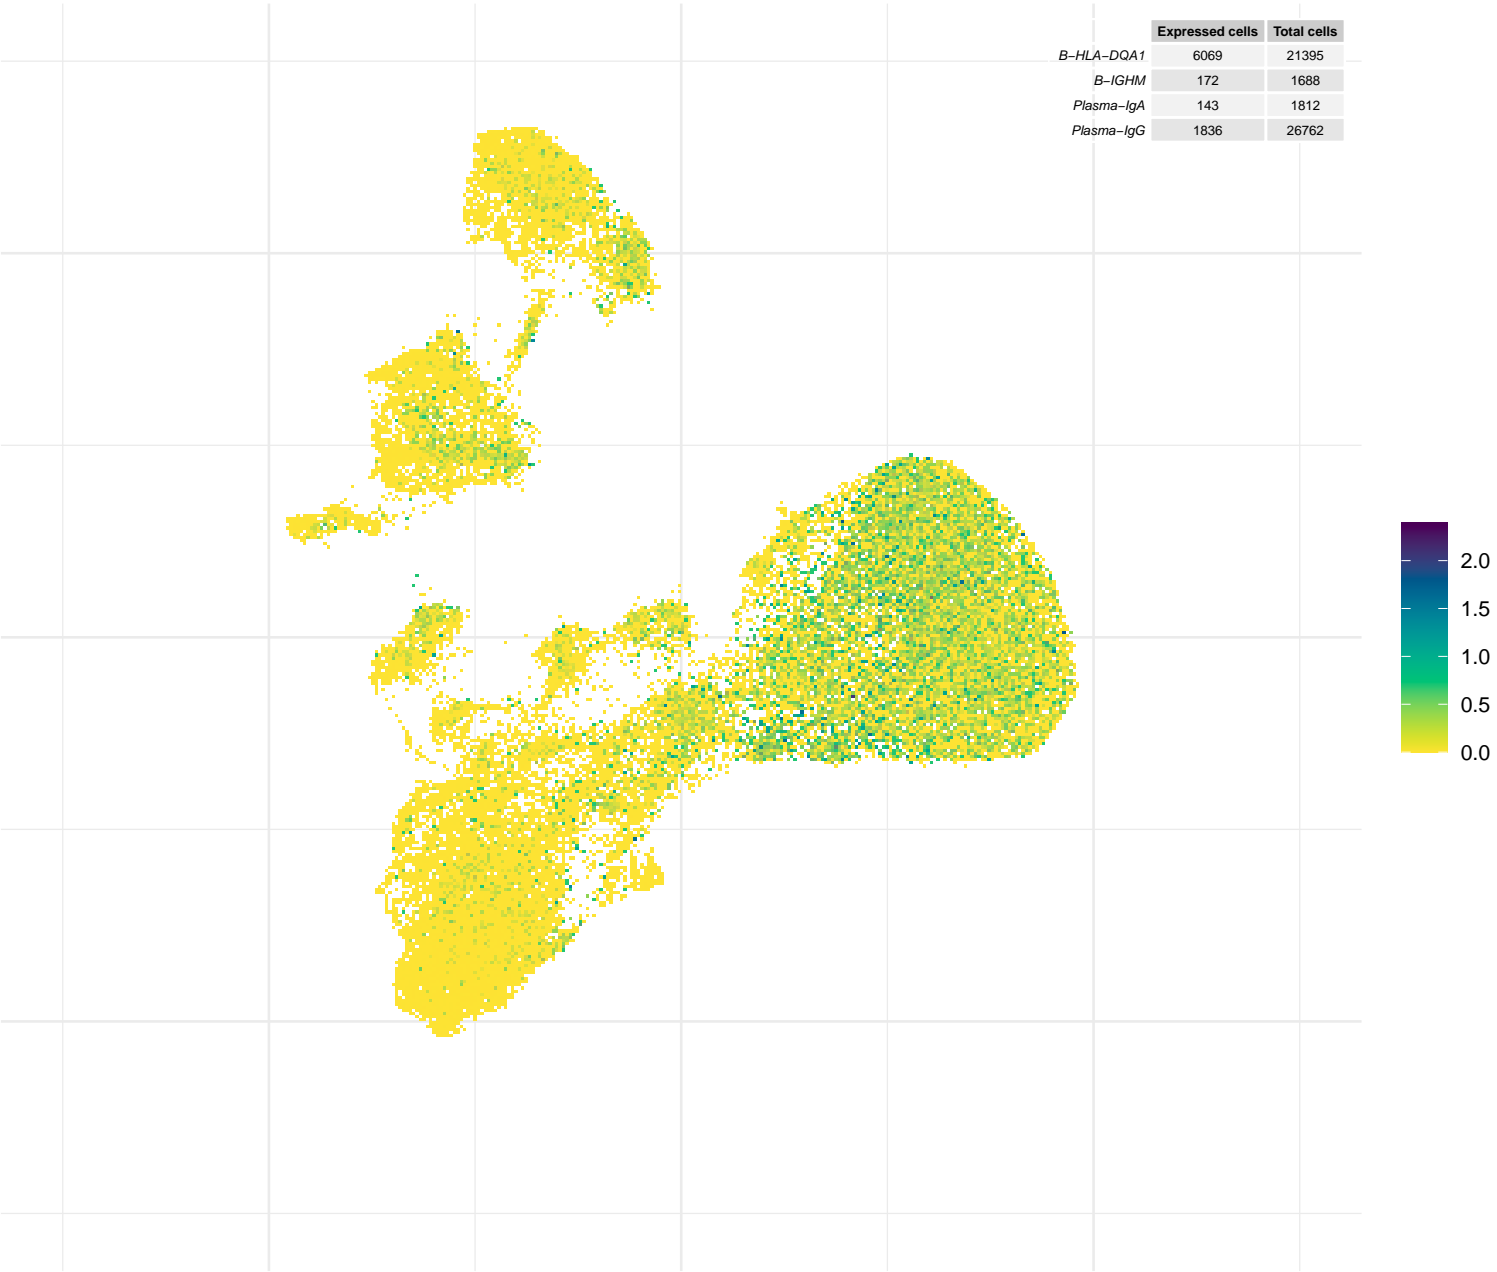 Expressed cells Total cells
B−HLA−DQA1 6069 21395
B−IGHM 172 1688
Plasma−IgA 143 1812
Plasma−IgG 1836 26762
2.0
1.5
1.0
0.5
0.0